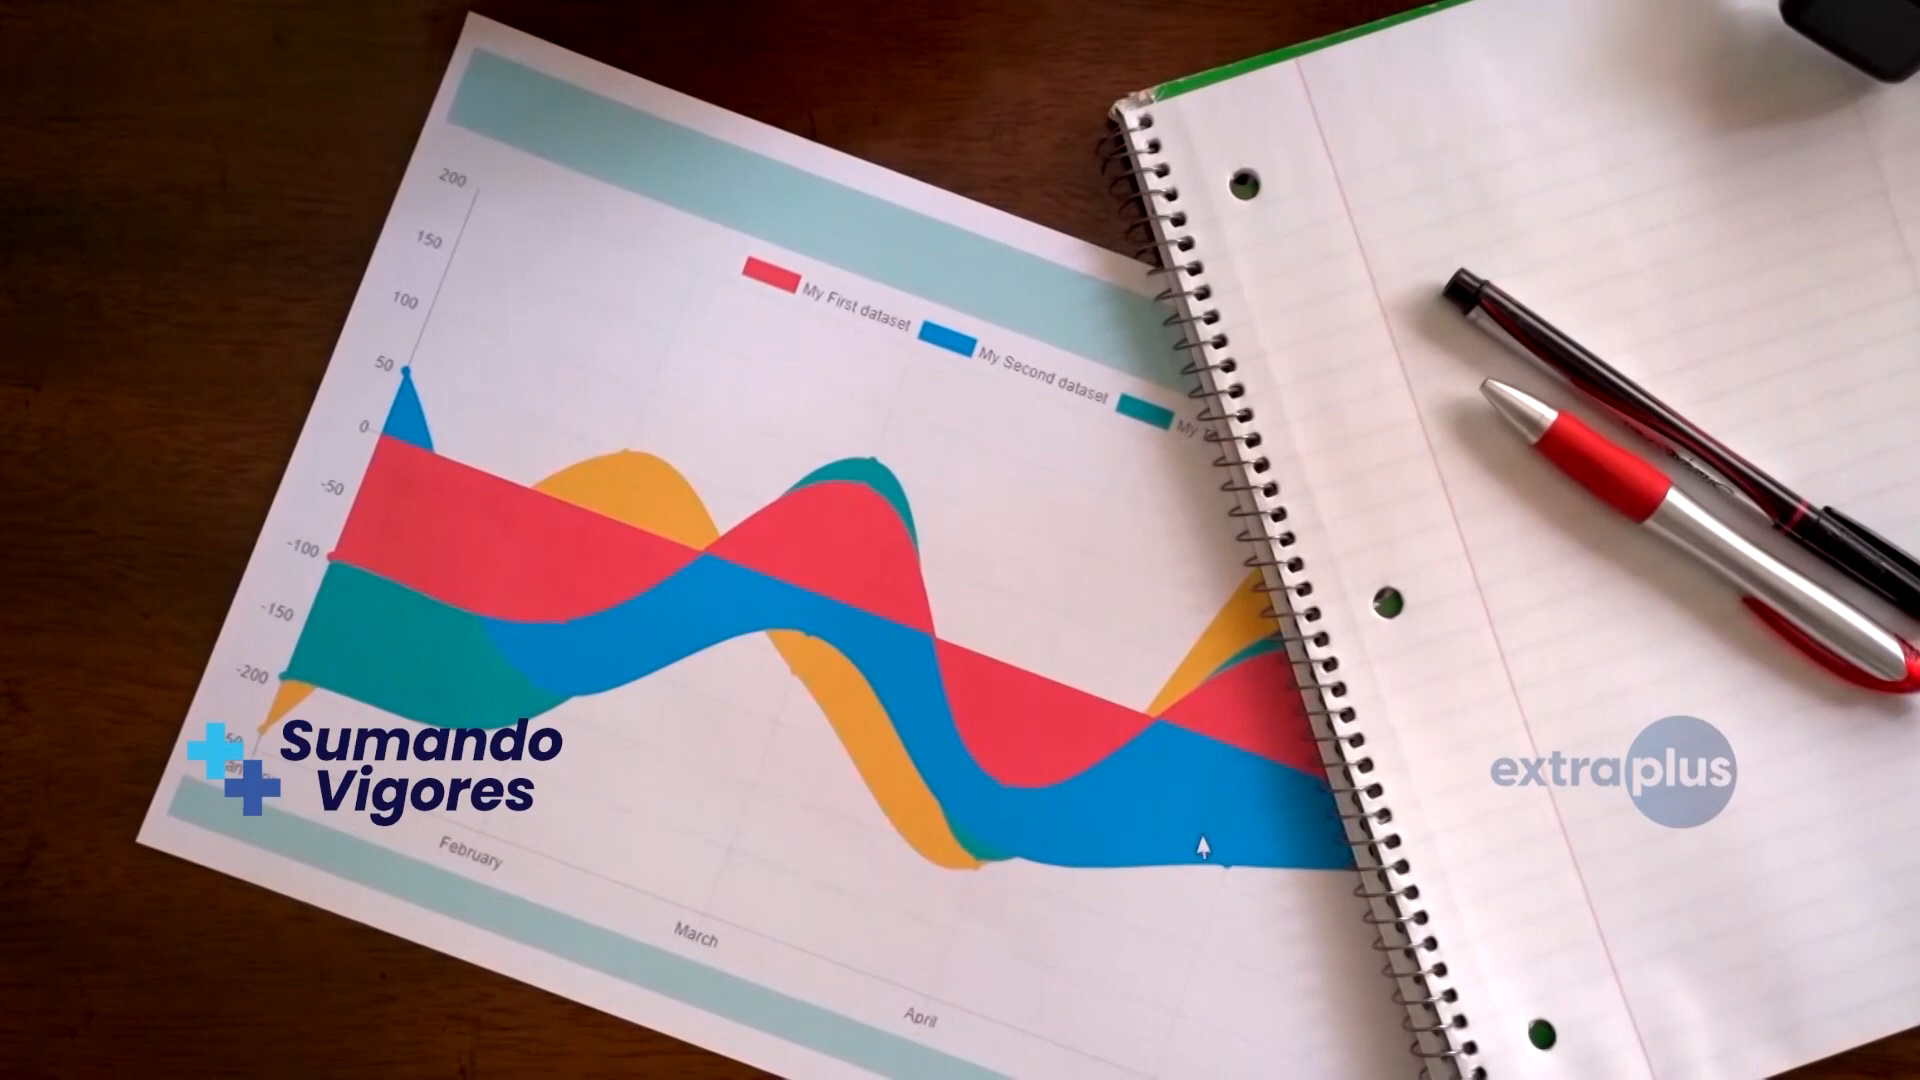 200
150
100
50
0
-50
-100
-150
-200
My First dataset
My Second dataset
My
February
March
April
Sumando
Vigores
extraplus